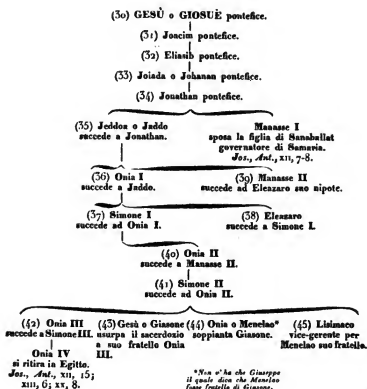 (30) GESÙ o GIOSUÈ pontefice.
(31) Joacim pontefice.
(32) Eliasib pontefice.
(33) Joiada o Johanan pontefice.
(34) Jonathan pontefice.
(35) Jeddoa o Jaddo
succede a Jonathan.
Manasse I
sposa la figlia di Sanaballat
governatore di Samaria.
Jos., Ant., XII, 7-8.
(36) Onia I
succede a Jaddo.
(39) Manasse II
succede ad Eleazaro suo nipote.
(37) Simone I
succede ad Onia I.
(38) Eleazaro
succede a Simone I.
(40) Onia II
succede a Manasse II.
(41) Simone II
succede ad Onia II.
(42) Onia III
succede a Simone III.
Onia IV
si ritira in Egitto.
Jos., Ant., XII, 15;
XIII, 6; XX, 8.
(43) Gesù o Giasone
usurpa il sacerdozio
a suo fratello Onia
III.
(44) Onia o Menelao*
soppianta Giasone.
(45) Lisimaco
vice-gerente per
Menelao suo fratello.
*Non v'ha che Giuseppe
il quale dica che Menelao
fosse fratello di Giasone.